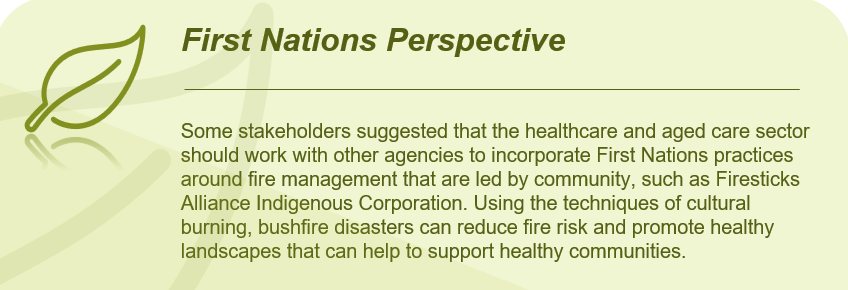 First Nations Perspective
Some stakeholders suggested that the healthcare and aged care sector
should work with other agencies to incorporate First Nations practices
around fire management that are led by community, such as Firesticks
Alliance Indigenous Corporation. Using the techniques of cultural
burning, bushfire disasters can reduce fire risk and promote healthy
landscapes that can help to support healthy communities.